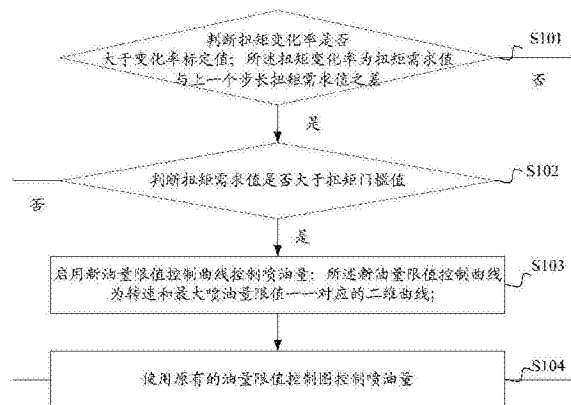 判断扭矩变化率是否
大于变化率标定值；所述扭矩变化率为扭矩需求值
与上一个步长扭矩需求值之差
S101
否
是
判断扭矩需求值是否大于扭矩门槛值
S102
否
是
启用新油量限值控制曲线控制喷油量；所述新油量限值控制曲线
为转速和最大喷油量限值一一对应的二维曲线；
S103
使用原有的油量限值控制图控制喷油量
S104